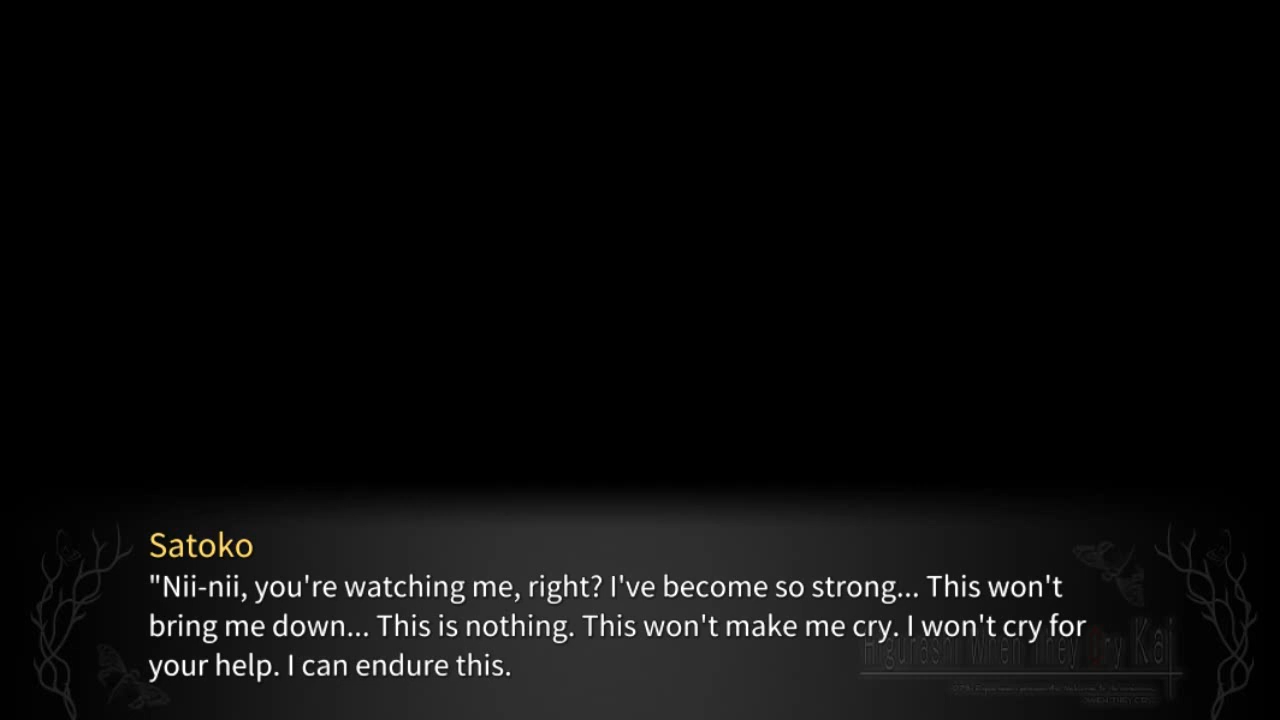 Satoko
"Nii-nii, you're watching me, right? I've become so strong... This won't
bring me down... This is nothing. This won't make me cry. I won't cry for
your help. I can endure this.
Higurashi When They Cry Kai